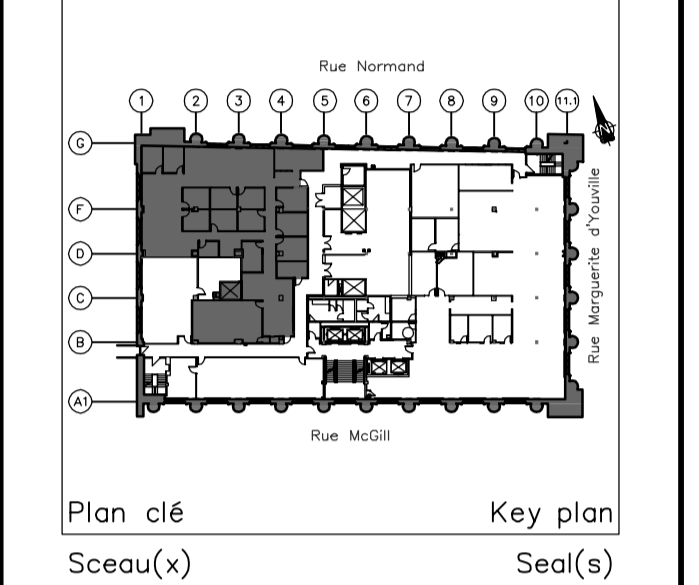 Rue Normand
1 2 3 4 5 6 7 8 9 10 11.1
G
F
D
C
B
A1
Rue Marguerite d'Youville
Rue McGill
Plan clé Key plan
Sceau(x) Seal(s)